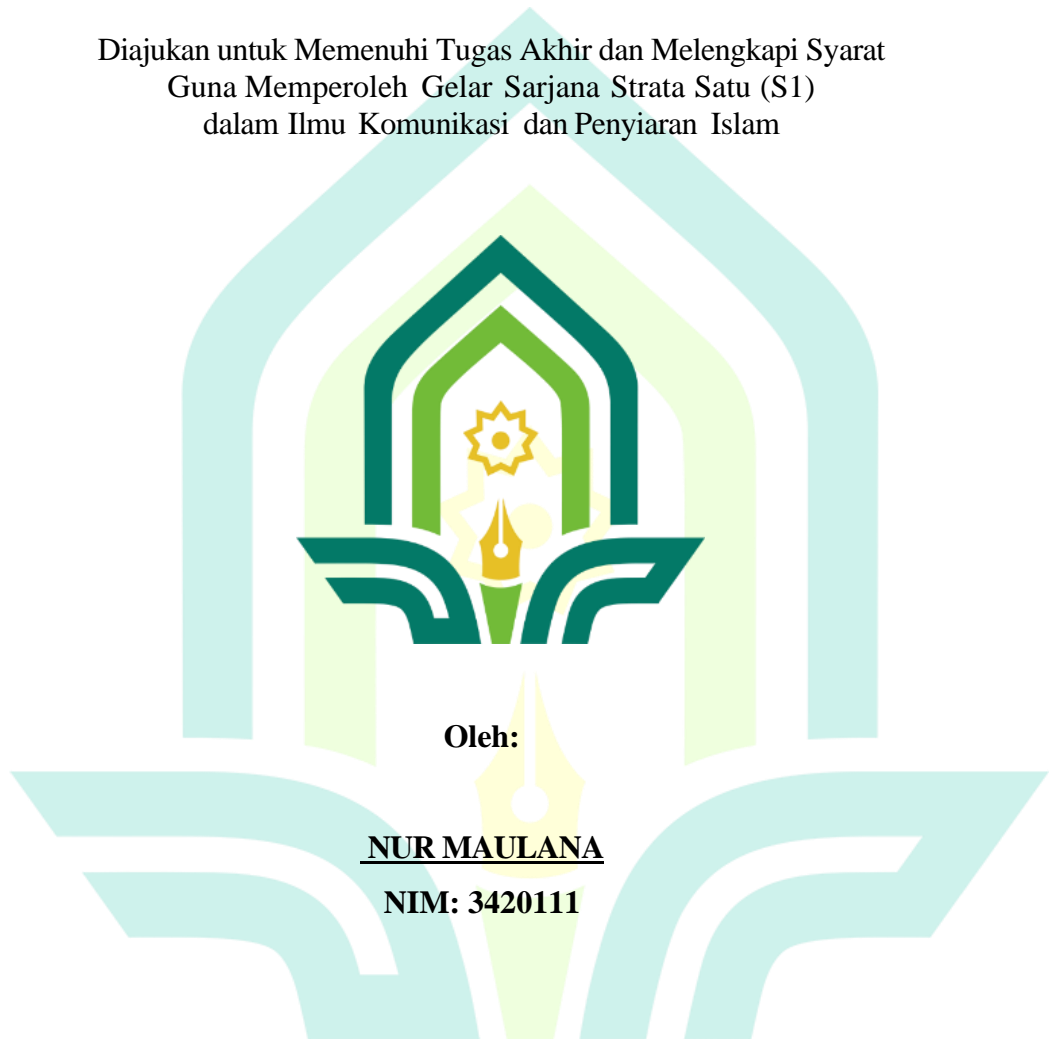 Diajukan untuk Memenuhi Tugas Akhir dan Melengkapi Syarat
Guna Memperoleh Gelar Sarjana Strata Satu (S1)
dalam Ilmu Komunikasi dan Penyiaran Islam
Oleh:
NUR MAULANA
NIM: 3420111